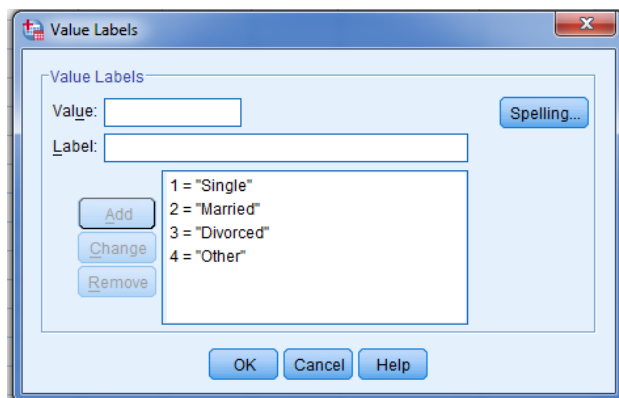 Value Labels
Value Labels
Value:
Spelling...
Label:
1 = "Single"
Add
2 = "Married"
3 = "Divorced"
Change
4 = "Other"
Remove
OK Cancel Help